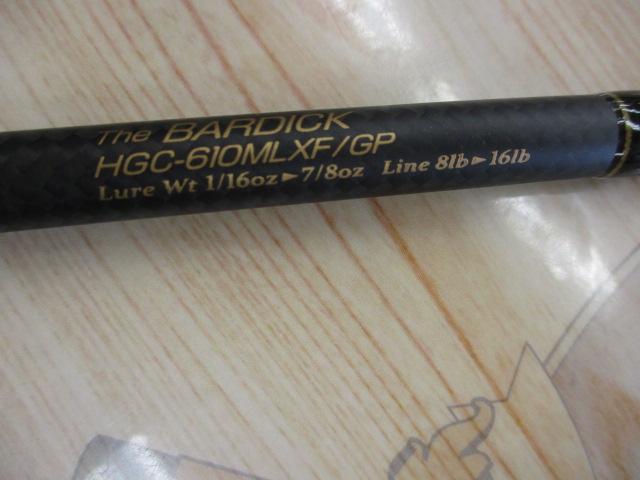 The BARDICK
HGC-610MLXF/GP
Lure Wt 1/16oz►7/8oz Line 8lb►16lb